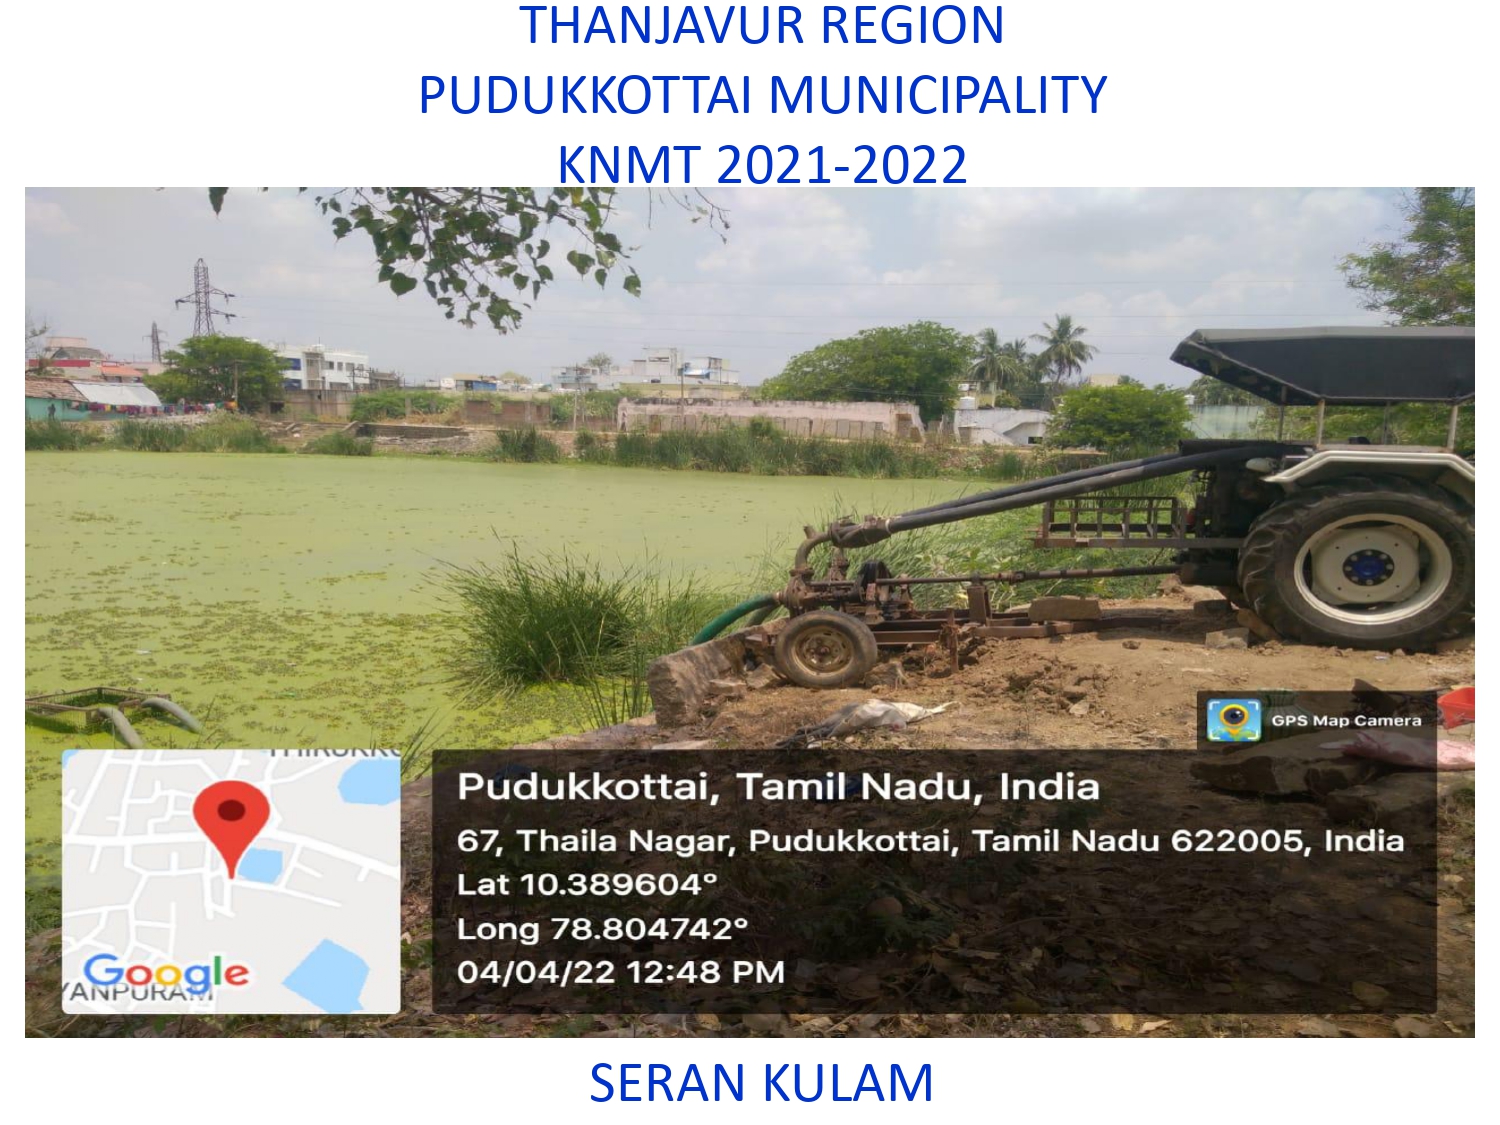 THANJAVUR REGION
PUDUKKOTTAI MUNICIPALITY
KNMT 2021-2022
GPS Map Camera
Pudukkottai, Tamil Nadu, India
67, Thaila Nagar, Pudukkottai, Tamil Nadu 622005, India
Lat 10.389604°
Long 78.804742°
04/04/22 12:48 PM
Google
SERAN KULAM